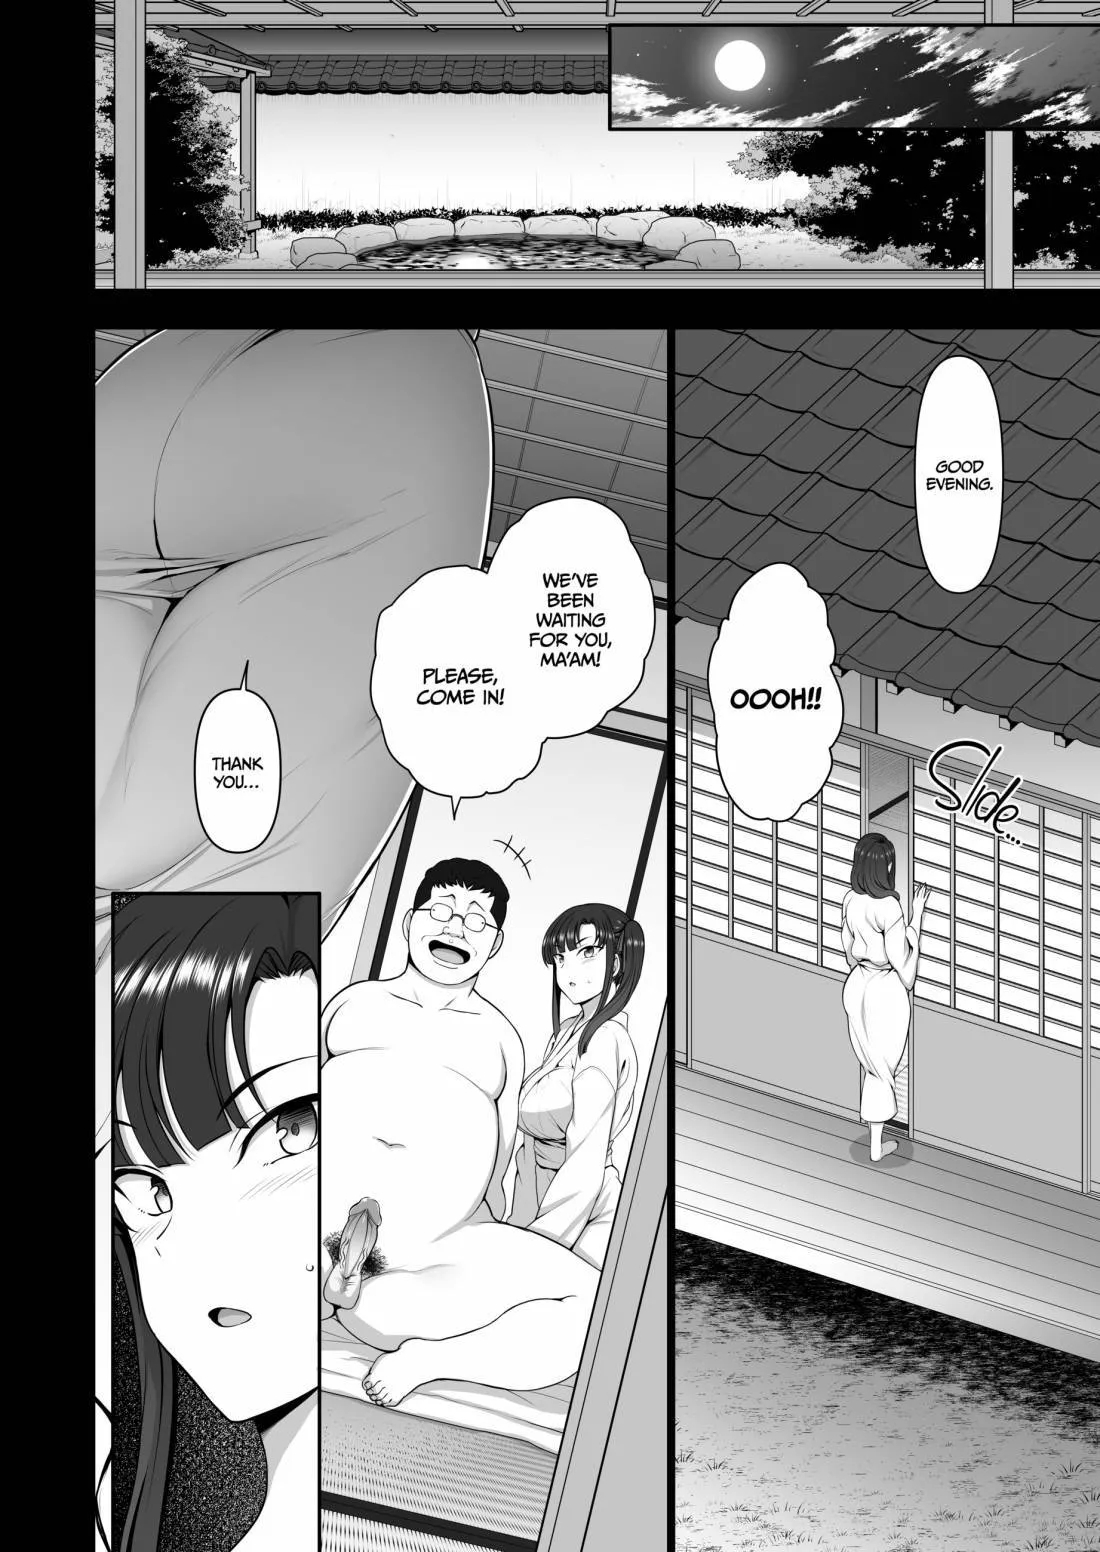 GOOD
EVENING.
OOOH!!
Slide...
WE'VE
BEEN
WAITING
FOR YOU,
MA'AM!
PLEASE,
COME IN!
THANK
YOU...